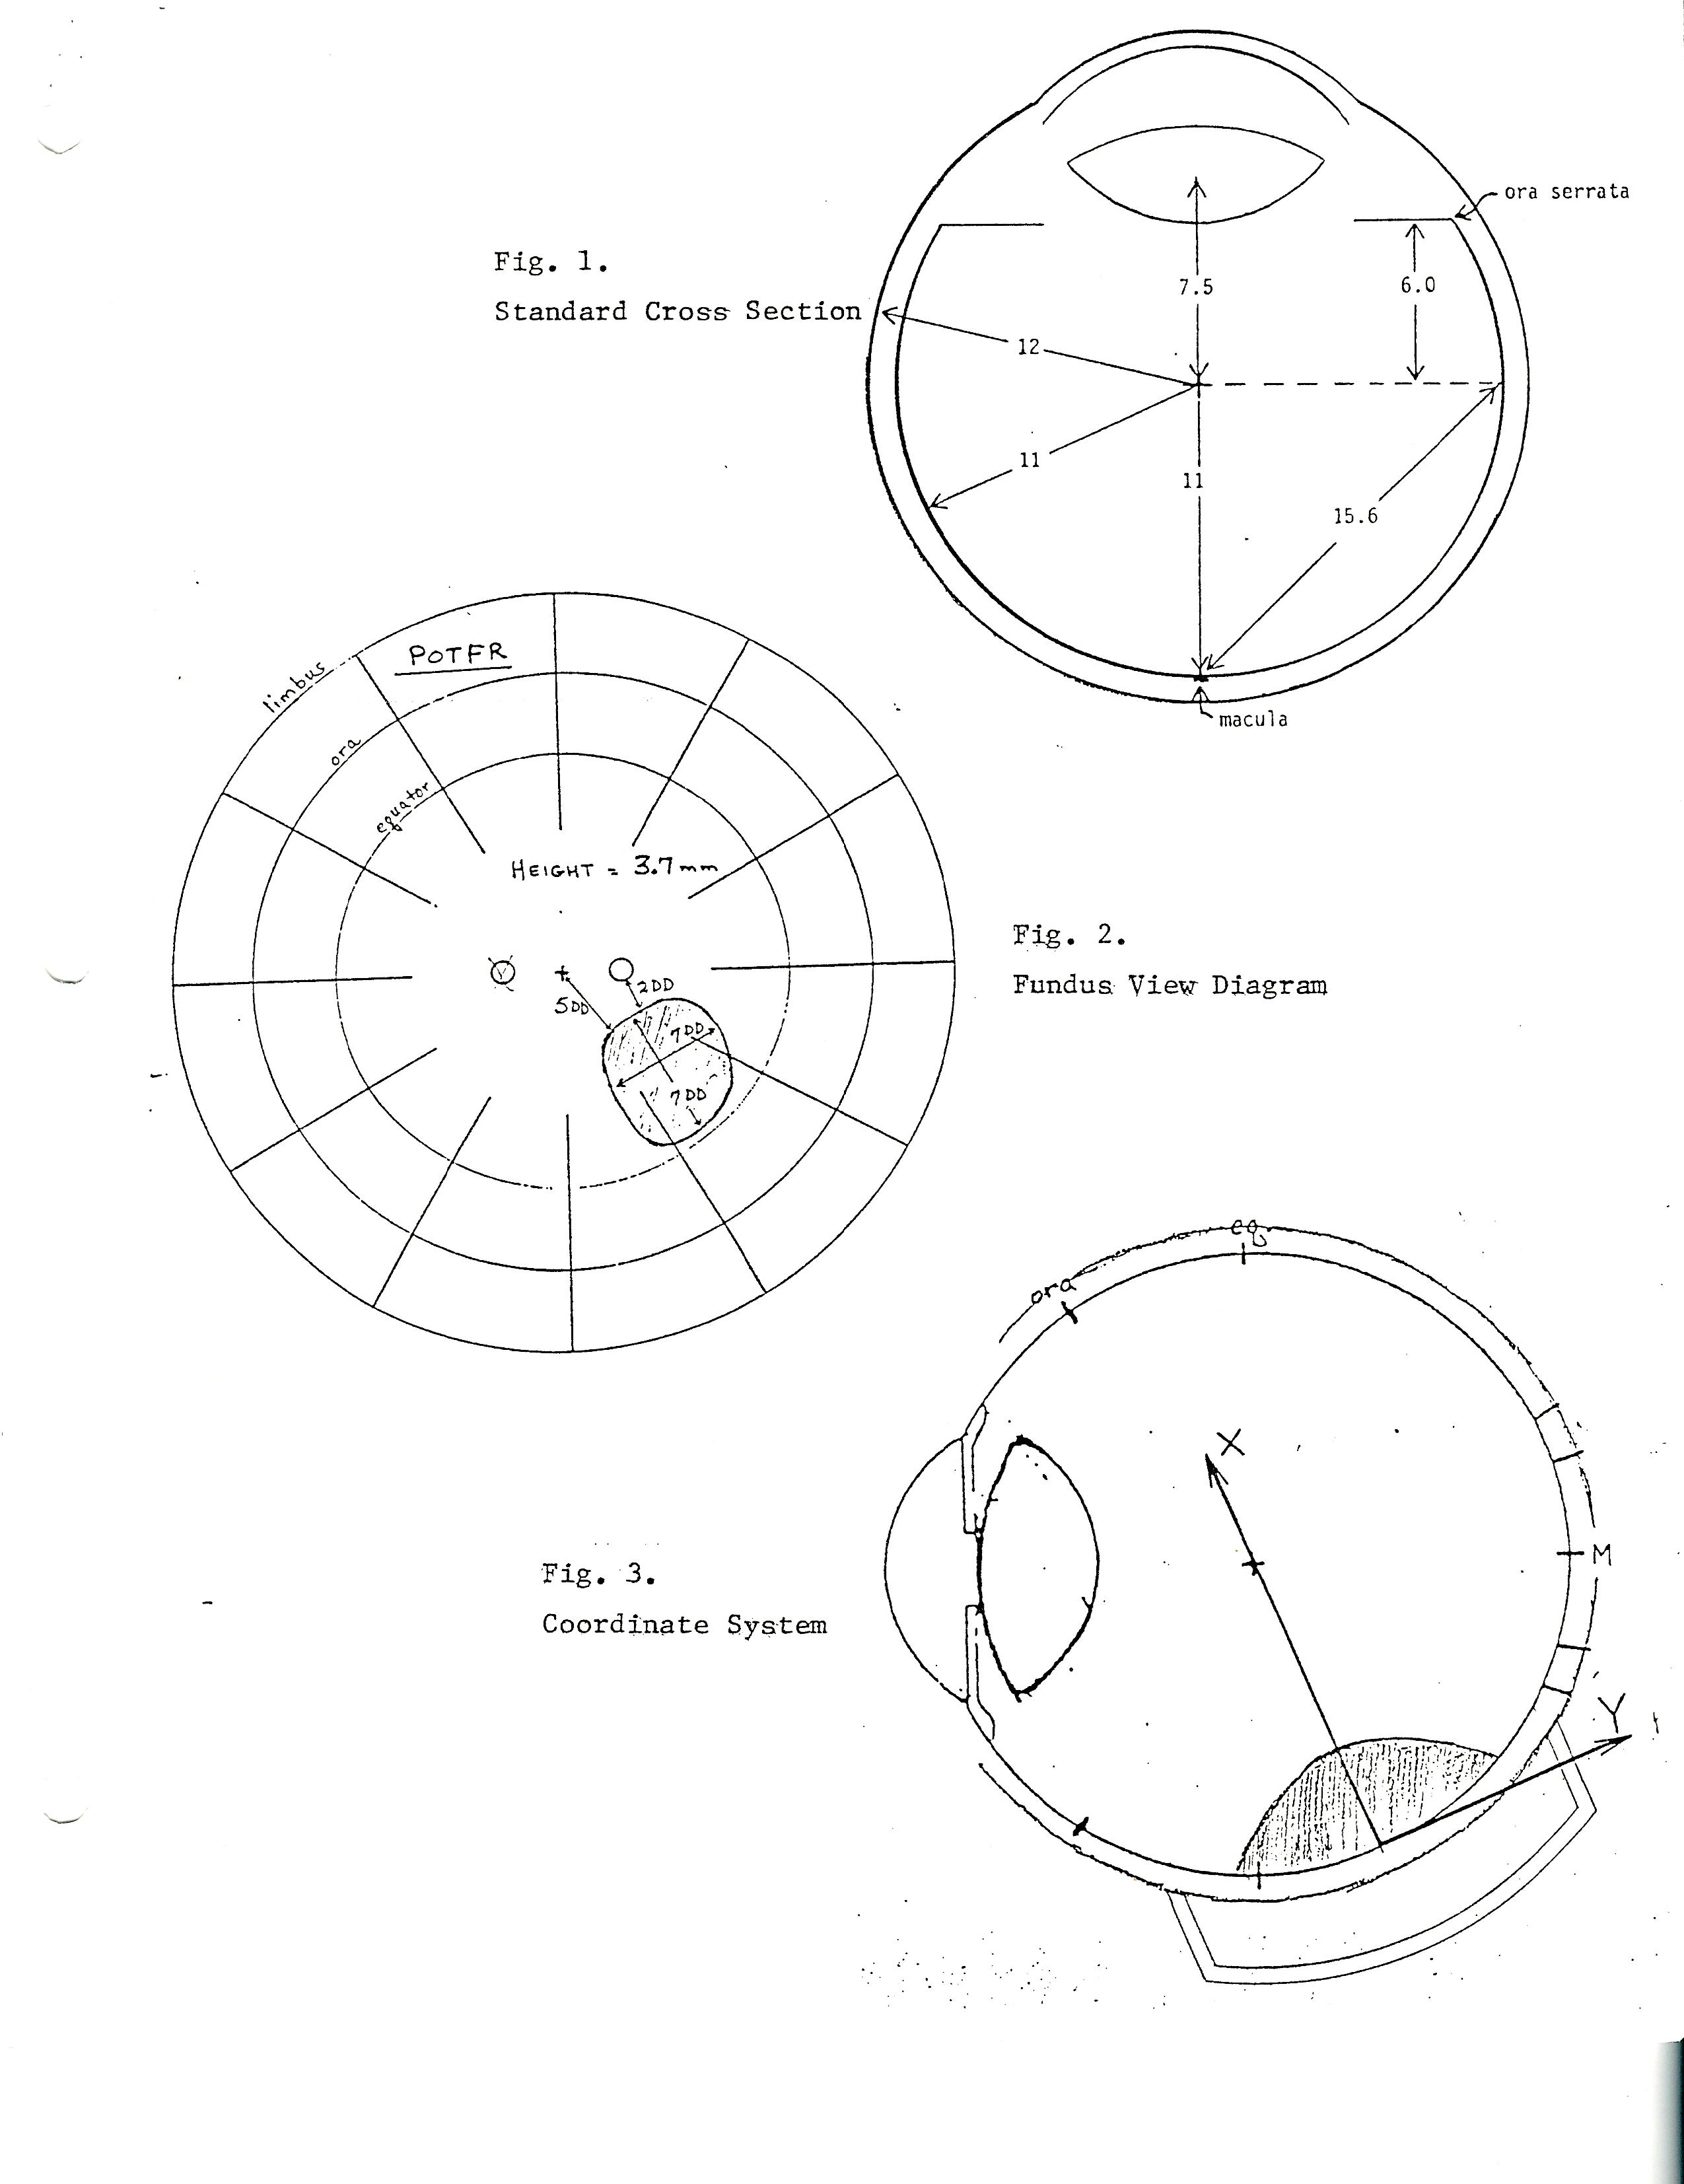 ora serrata
Fig. 1.
Standard Cross Section
7.5
6.0
12
11
11
15.6
macula
limbus
POTFR
ora
equator
HEIGHT = 3.7mm
Fig. 2.
Fundus View Diagram
+
2DD
5DD
7DD
7DD
eq
ora
X
M
Fig. 3.
Coordinate System
Y